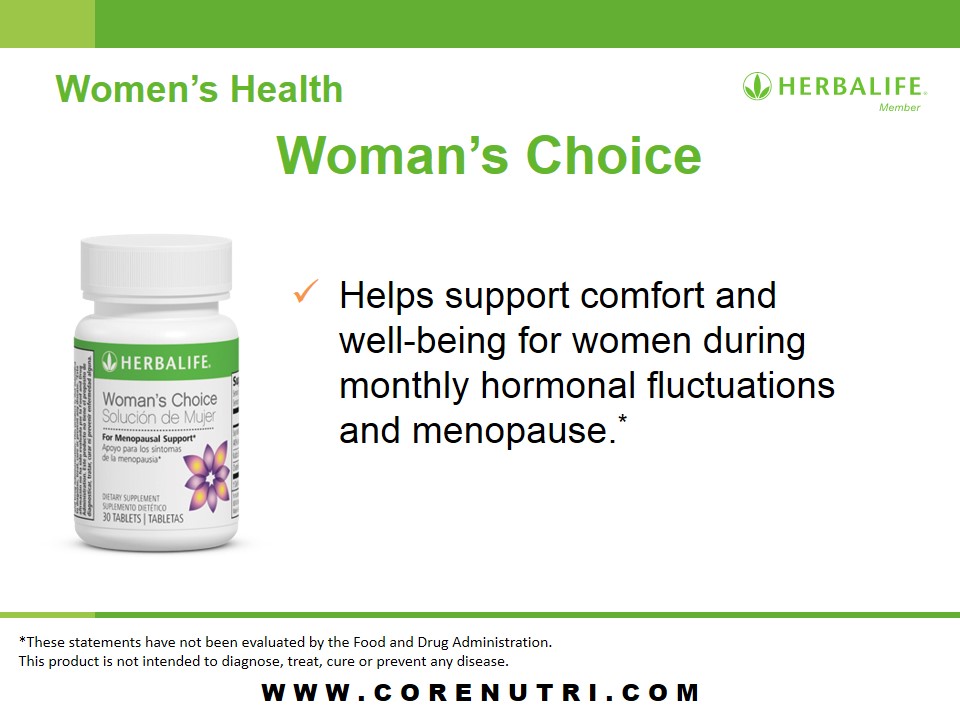 Women's Health
HERBALIFE®
Member
Woman's Choice
✓ Helps support comfort and
well-being for women during
monthly hormonal fluctuations
and menopause.*
HERBALIFE®
Woman's Choice
Solución de Mujer
For Menopausal Support*
Apoyo para los síntomas
de la menopausia*
DIETARY SUPPLEMENT
SUPLEMENTO DIETÉTICO
30 TABLETS | TABLETAS
*These statements have not been evaluated by the Food and Drug Administration.
This product is not intended to diagnose, treat, cure or prevent any disease.
WWW.CORENUTRI.COM